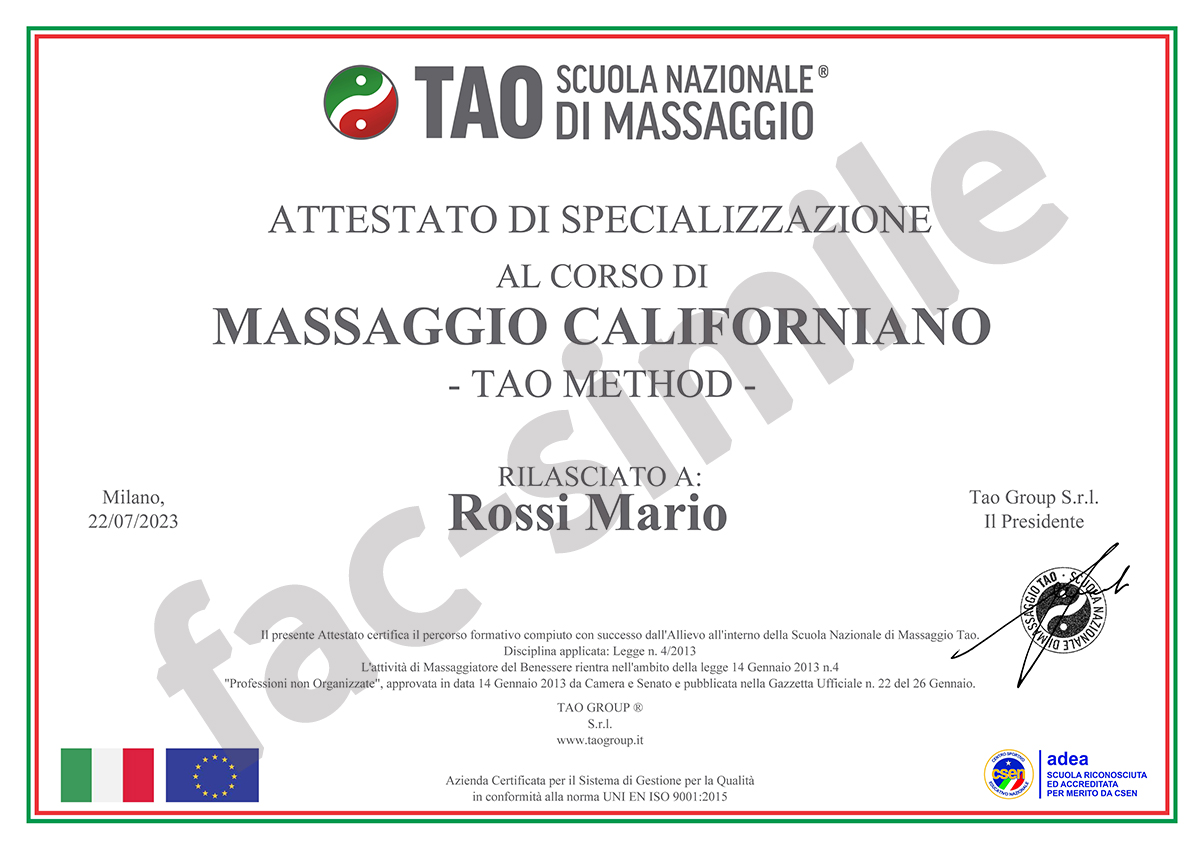 TAO SCUOLA NAZIONALE®
DI MASSAGGIO
ATTESTATO DI SPECIALIZZAZIONE
AL CORSO DI
MASSAGGIO CALIFORNIANO
- TAO METHOD -
fac-simile
RILASCIATO A:
Rossi Mario
Milano,
22/07/2023
Tao Group S.r.l.
Il Presidente
SCUOLA NAZIONALE DI MASSAGGIO TAO
Il presente Attestato certifica il percorso formativo compiuto con successo dall'Allievo all'interno della Scuola Nazionale di Massaggio Tao.
Disciplina applicata: Legge n. 4/2013
L'attività di Massaggiatore del Benessere rientra nell'ambito della legge 14 Gennaio 2013 n.4
"Professioni non Organizzate", approvata in data 14 Gennaio 2013 da Camera e Senato e pubblicata nella Gazzetta Ufficiale n. 22 del 26 Gennaio.
TAO GROUP ®
S.r.l.
www.taogroup.it
Azienda Certificata per il Sistema di Gestione per la Qualità
in conformità alla norma UNI EN ISO 9001:2015
CENTRO SPORTIVO
csen
EDUCATIVO NAZIONALE
adea
SCUOLA RICONOSCIUTA
ED ACCREDITATA
PER MERITO DA CSEN